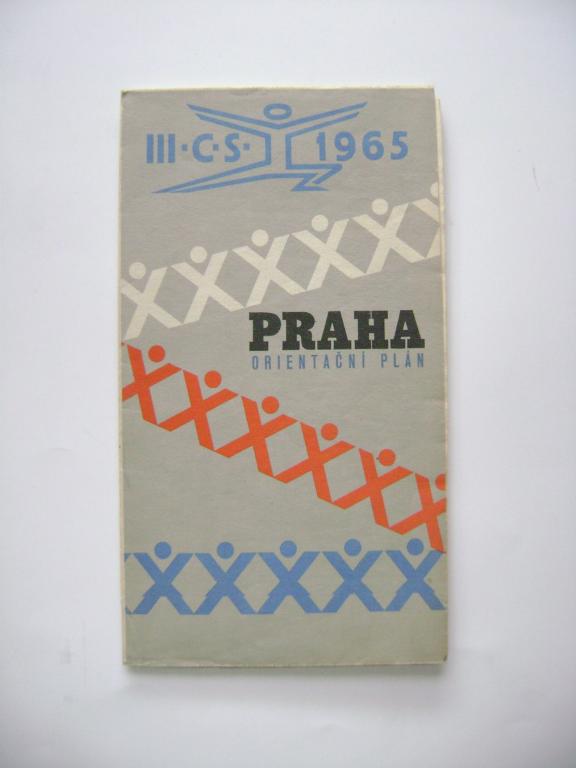 III·C·S· 1965
PRAHA
ORIENTAČNÍ PLÁN